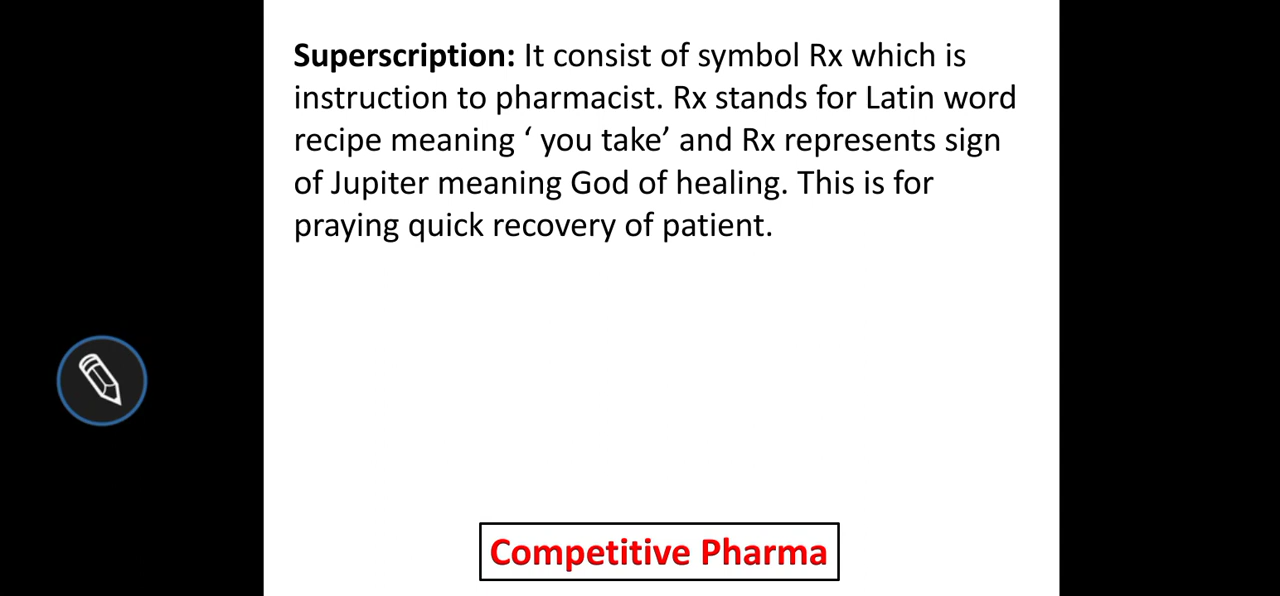 Superscription: It consist of symbol Rx which is
instruction to pharmacist. Rx stands for Latin word
recipe meaning ‘ you take’ and Rx represents sign
of Jupiter meaning God of healing. This is for
praying quick recovery of patient.
Competitive Pharma